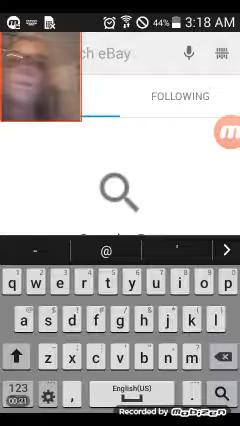 44% 3:18 AM
ch eBay
FOLLOWING
- @ '
q w e r t y u i o p
a s d f g h j k l
z x c v b n m
123 , English(US) .
00:21
Recorded by Mobizen